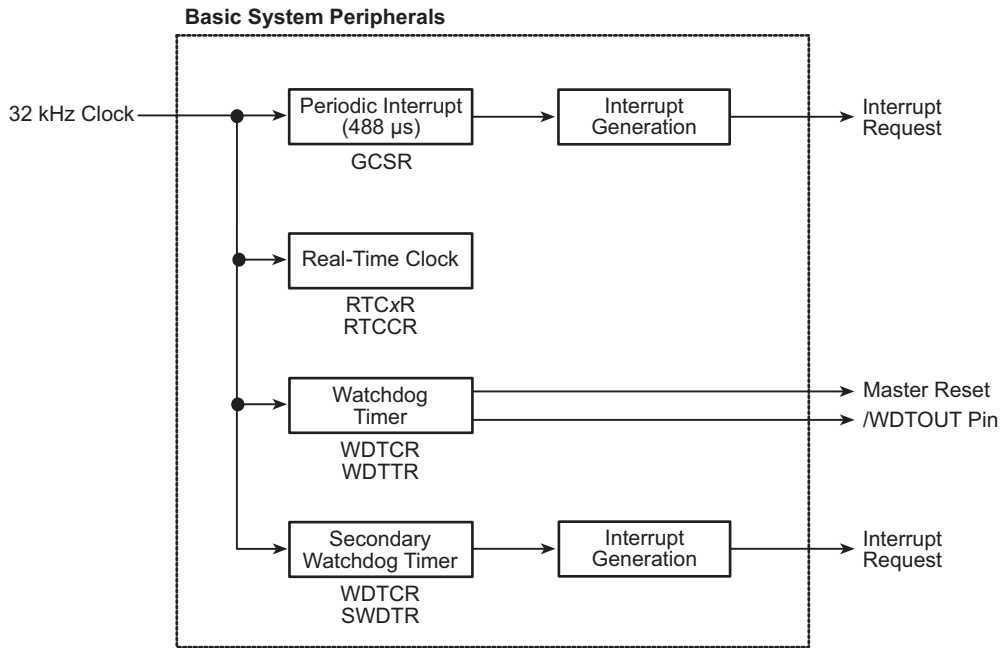 Basic System Peripherals
32 kHz Clock
Periodic Interrupt
(488 µs)
GCSR
Interrupt
Generation
Interrupt
Request
Real-Time Clock
RTCxR
RTCCR
Watchdog
Timer
WDTCR
WDTTR
Master Reset
/WDTOUT Pin
Secondary
Watchdog Timer
WDTCR
SWDTR
Interrupt
Generation
Interrupt
Request